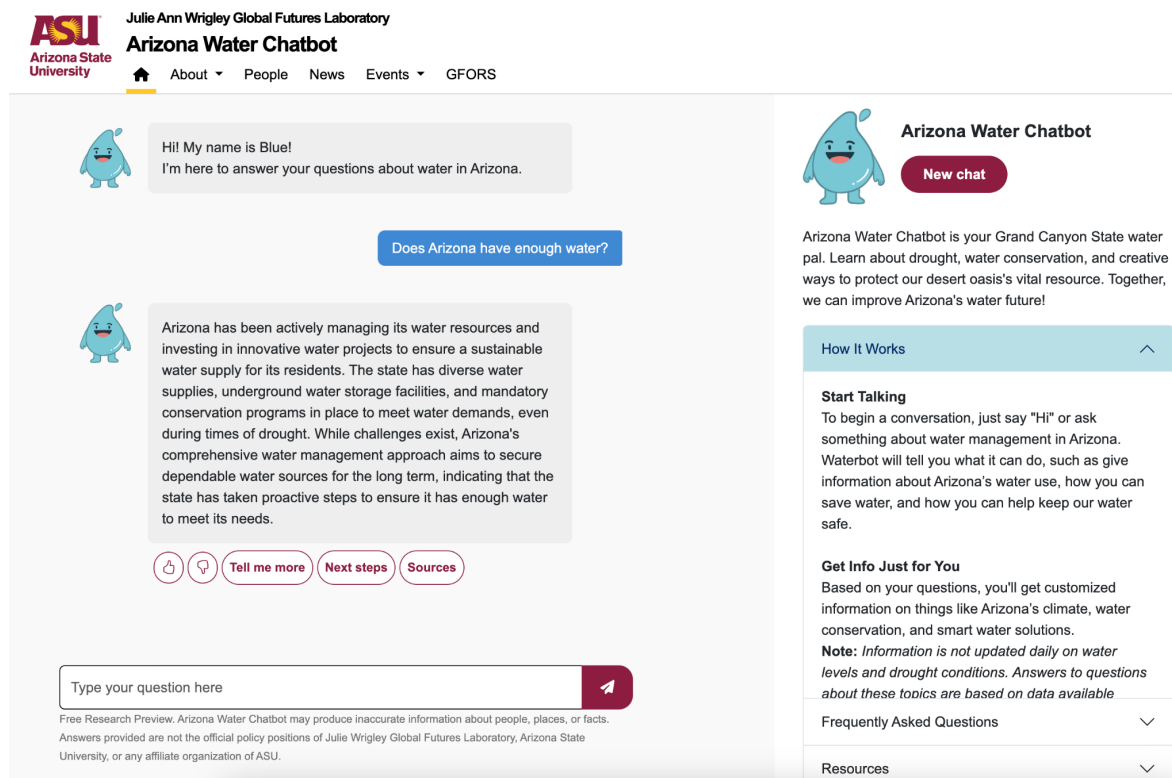 ASU
Arizona State
University
Julie Ann Wrigley Global Futures Laboratory
Arizona Water Chatbot
About
People
News
Events
GFORS
Hi! My name is Blue!
I'm here to answer your questions about water in Arizona.
Does Arizona have enough water?
Arizona has been actively managing its water resources and
investing in innovative water projects to ensure a sustainable
water supply for its residents. The state has diverse water
supplies, underground water storage facilities, and mandatory
conservation programs in place to meet water demands, even
during times of drought. While challenges exist, Arizona's
comprehensive water management approach aims to secure
dependable water sources for the long term, indicating that the
state has taken proactive steps to ensure it has enough water
to meet its needs.
Tell me more
Next steps
Sources
Type your question here
Free Research Preview. Arizona Water Chatbot may produce inaccurate information about people, places, or facts.
Answers provided are not the official policy positions of Julie Wrigley Global Futures Laboratory, Arizona State
University, or any affiliate organization of ASU.
Arizona Water Chatbot
New chat
Arizona Water Chatbot is your Grand Canyon State water
pal. Learn about drought, water conservation, and creative
ways to protect our desert oasis's vital resource. Together,
we can improve Arizona's water future!
How It Works
Start Talking
To begin a conversation, just say "Hi" or ask
something about water management in Arizona.
Waterbot will tell you what it can do, such as give
information about Arizona's water use, how you can
save water, and how you can help keep our water
safe.
Get Info Just for You
Based on your questions, you'll get customized
information on things like Arizona's climate, water
conservation, and smart water solutions.
Note: Information is not updated daily on water
levels and drought conditions. Answers to questions
about these topics are based on data available
Frequently Asked Questions
Resources